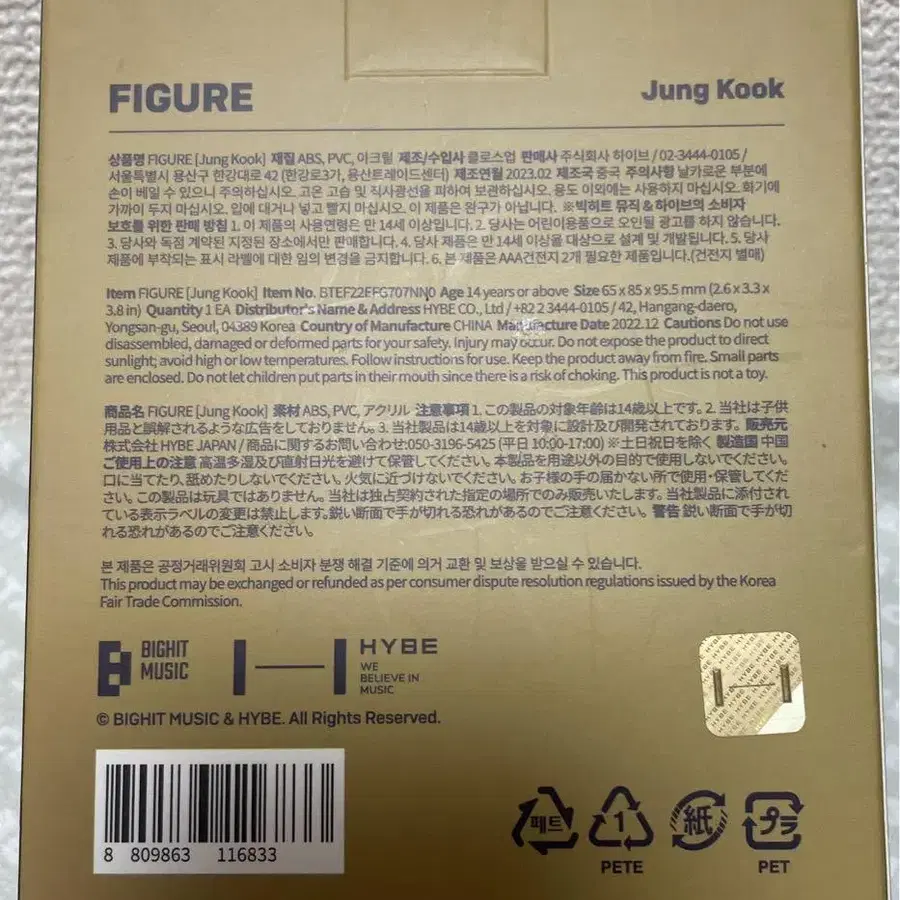 FIGURE
Jung Kook
상품명 FIGURE [Jung Kook] 재질 ABS, PVC, 아크릴 제조/수입사 클로스업 판매사 주식회사 하이브 / 02-3444-0105 /
서울특별시 용산구 한강대로 42 (한강로3가, 용산트레이드센터) 제조연월 2023.02 제조국 중국 주의사항 날카로운 부분에
손이 베일 수 있으니 주의하십시오. 고온 고습 및 직사광선을 피하여 보관하십시오. 용도 이외에는 사용하지 마십시오. 화기에
가까이 두지 마십시오. 입에 대거나 넣고 빨지 마십시오. 이 제품은 완구가 아닙니다. ※빅히트 뮤직 & 하이브의 소비자
보호를 위한 판매 방침 1. 이 제품의 사용연령은 만 14세 이상입니다. 2. 당사는 어린이용품으로 오인될 광고를 하지 않습니다.
3. 당사와 독점 계약된 지정된 장소에서만 판매합니다. 4. 당사 제품은 만 14세 이상을 대상으로 설계 및 개발됩니다. 5. 당사
제품에 부착되는 표시 라벨에 대한 임의 변경을 금지합니다. 6. 본 제품은 AAA건전지 2개 필요한 제품입니다.(건전지 별매)
Item FIGURE [Jung Kook] Item No. BTEF22EFG707NN0 Age 14 years or above Size 65 x 85 x 95.5 mm (2.6 x 3.3 x
3.8 in) Quantity 1 EA Distributor's Name & Address HYBE CO., Ltd / +82 2 3444-0105 / 42, Hangang-daero,
Yongsan-gu, Seoul, 04389 Korea Country of Manufacture CHINA Manufacture Date 2022.12 Cautions Do not use
disassembled, damaged or deformed parts for your safety. Injury may occur. Do not expose the product to direct
sunlight; avoid high or low temperatures. Follow instructions for use. Keep the product away from fire. Small parts
are enclosed. Do not let children put parts in their mouth since there is a risk of choking. This product is not a toy.
商品名 FIGURE [Jung Kook] 素材 ABS, PVC, アクリル 注意事項 1. この製品の対象年齢は14歳以上です。2. 当社は子供
用品と誤解されるような広告をしておりません。3. 当社製品は14歳以上を対象に設計及び開発されております。 販売元
株式会社 HYBE JAPAN / 商品に関するお問い合わせ:050-3196-5425 (平日 10:00-17:00) ※土日祝日を除く 製造国 中国
ご使用上の注意 高温多湿及び直射日光を避けて保管してください。本製品を用途以外の目的で使用しないでください。
口に当てたり、舐めたりしないでください。火気に近づけないでください。お子様の手の届かない所で使用・保管してくださ
い。この製品は玩具ではありません。当社は独占契約された指定の場所でのみ販売いたします。当社製品に添付され
ている表示ラベルの変更は禁止します。鋭い断面で手が切れる恐れがあるのでご注意ください。 警告 鋭い断面で手が切
れる恐れがあるのでご注意ください。
본 제품은 공정거래위원회 고시 소비자 분쟁 해결 기준에 의거 교환 및 보상을 받으실 수 있습니다.
This product may be exchanged or refunded as per consumer dispute resolution regulations issued by the Korea
Fair Trade Commission.
BIGHIT
MUSIC
HYBE
WE
BELIEVE IN
MUSIC
© BIGHIT MUSIC & HYBE. All Rights Reserved.
8 809863 116833
페트
1
PETE
紙
プラ
PET